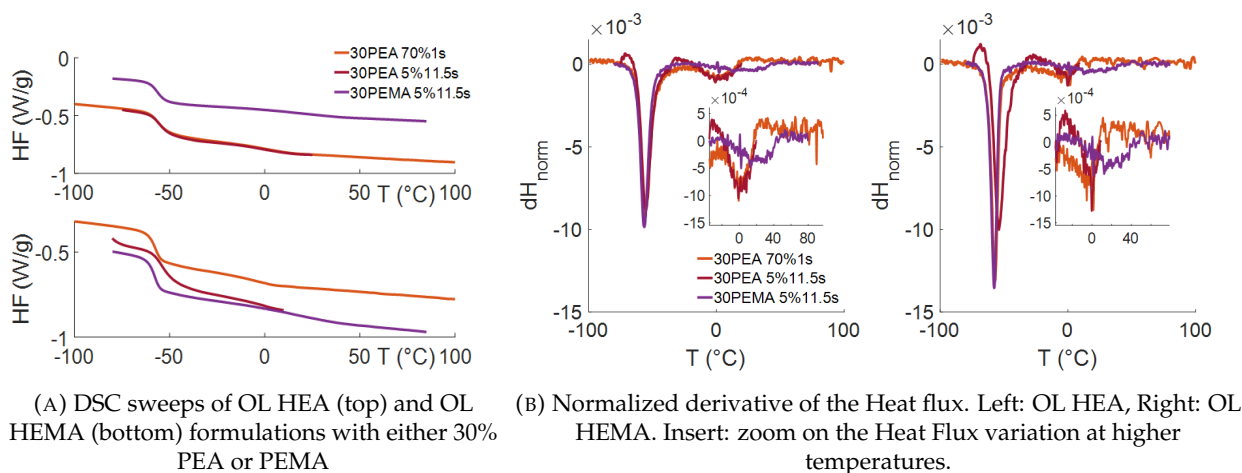 0
-0.5
-1
HF (W/g)
30PEA 70%1s
30PEA 5%11.5s
30PEMA 5%11.5s
-100 -50 0 T (°C) 100
-0.5
-1
HF (W/g)
-100 -50 0 50 T (°C) 100
×10⁻³
0
-5
-10
-15
dH_norm
×10⁻⁴
5
0
-5
-10
-15
0 40 80
30PEA 70%1s
30PEA 5%11.5s
30PEMA 5%11.5s
-100 0 100
T (°C)
×10⁻³
0
-5
-10
-15
dH_norm
×10⁻⁴
5
0
-5
-10
-15
0 40
-100 0 100
T (°C)
(A) DSC sweeps of OL HEA (top) and OL
HEMA (bottom) formulations with either 30%
PEA or PEMA
(B) Normalized derivative of the Heat flux. Left: OL HEA, Right: OL
HEMA. Insert: zoom on the Heat Flux variation at higher
temperatures.